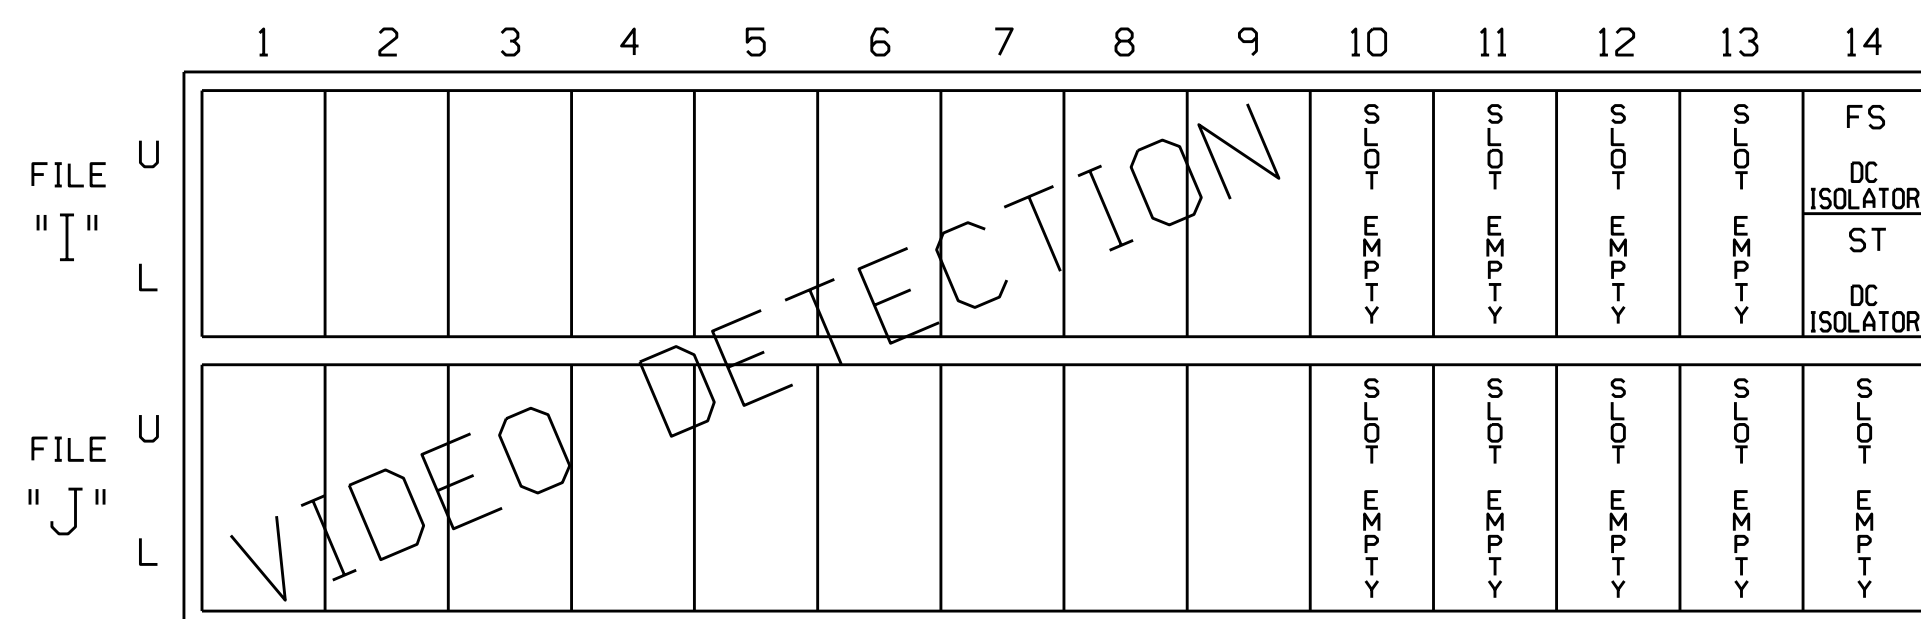 1 2 3 4 5 6 7 8 9 10 11 12 13 14
FILE "I"
U
L
SLOT EMPTY
SLOT EMPTY
SLOT EMPTY
SLOT EMPTY
FS
DC
ISOLATOR
ST
DC
ISOLATOR
VIDEO DETECTION
FILE "J"
U
L
SLOT EMPTY
SLOT EMPTY
SLOT EMPTY
SLOT EMPTY
SLOT EMPTY